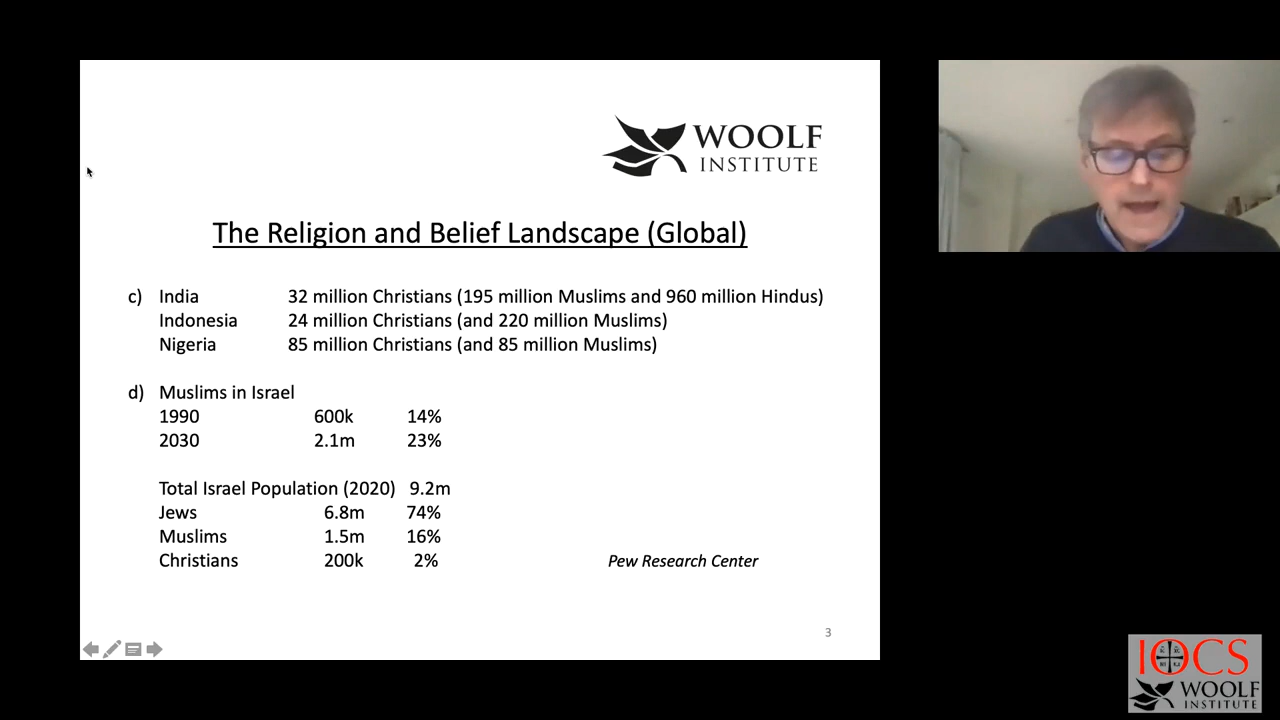 WOOLF
INSTITUTE
The Religion and Belief Landscape (Global)
c) India 32 million Christians (195 million Muslims and 960 million Hindus)
Indonesia 24 million Christians (and 220 million Muslims)
Nigeria 85 million Christians (and 85 million Muslims)
d) Muslims in Israel
1990 600k 14%
2030 2.1m 23%
Total Israel Population (2020) 9.2m
Jews 6.8m 74%
Muslims 1.5m 16%
Christians 200k 2%
Pew Research Center
3
IOCS
WOOLF
INSTITUTE